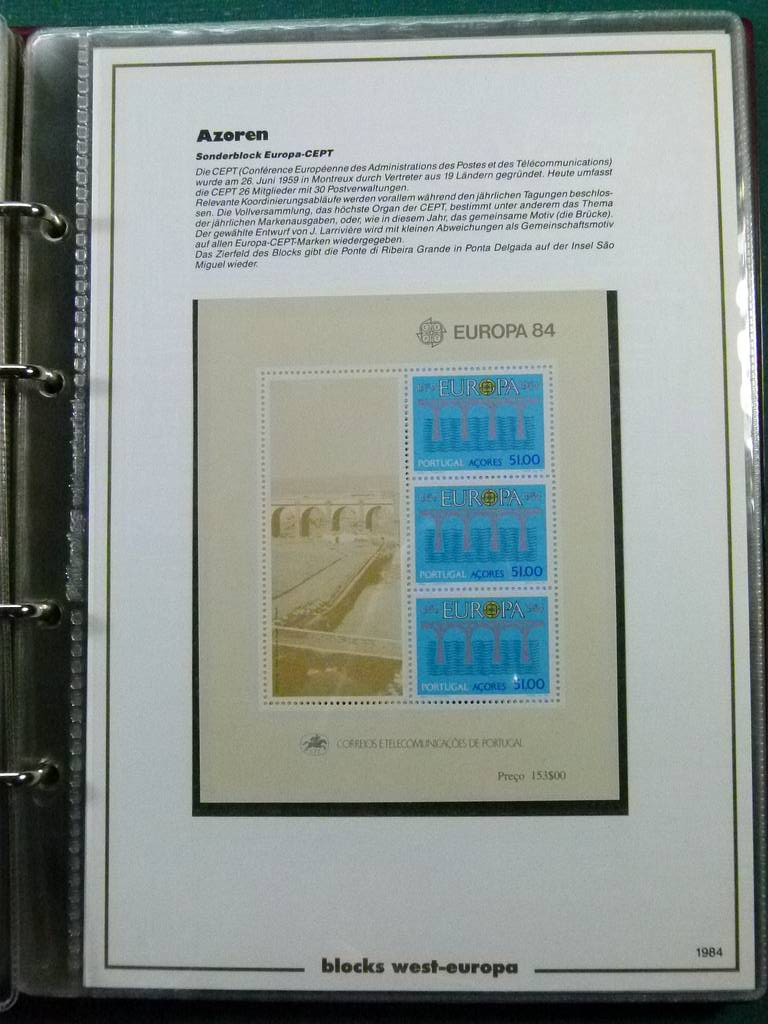 Azoren
Sonderblock Europa-CEPT
Die CEPT (Conférence Européenne des Administrations des Postes et des Télécommunications)
wurde am 26. Juni 1959 in Montreux durch Vertreter aus 19 Ländern gegründet. Heute umfasst
die CEPT 26 Mitglieder mit 30 Postverwaltungen.
Relevante Koordinierungsabläufe werden vorallem während den jährlichen Tagungen beschlos-
sen. Die Vollversammlung, das höchste Organ der CEPT, bestimmt unter anderem das Thema
der jährlichen Markenausgaben, oder, wie in diesem Jahr, das gemeinsame Motiv (die Brücke).
Der gewählte Entwurf von J. Larrivière wird mit kleinen Abweichungen als Gemeinschaftsmotiv
auf allen Europa-CEPT-Marken wiedergegeben.
Das Zierfeld des Blocks gibt die Ponte di Ribeira Grande in Ponta Delgada auf der Insel São
Miguel wieder.
EUROPA 84
EUROPA
PORTUGAL AÇORES 51.00
EUROPA
PORTUGAL AÇORES 51.00
EUROPA
PORTUGAL AÇORES 51.00
CORREIOS E TELECOMUNICAÇÕES DE PORTUGAL
Preço 153$00
1984
blocks west-europa